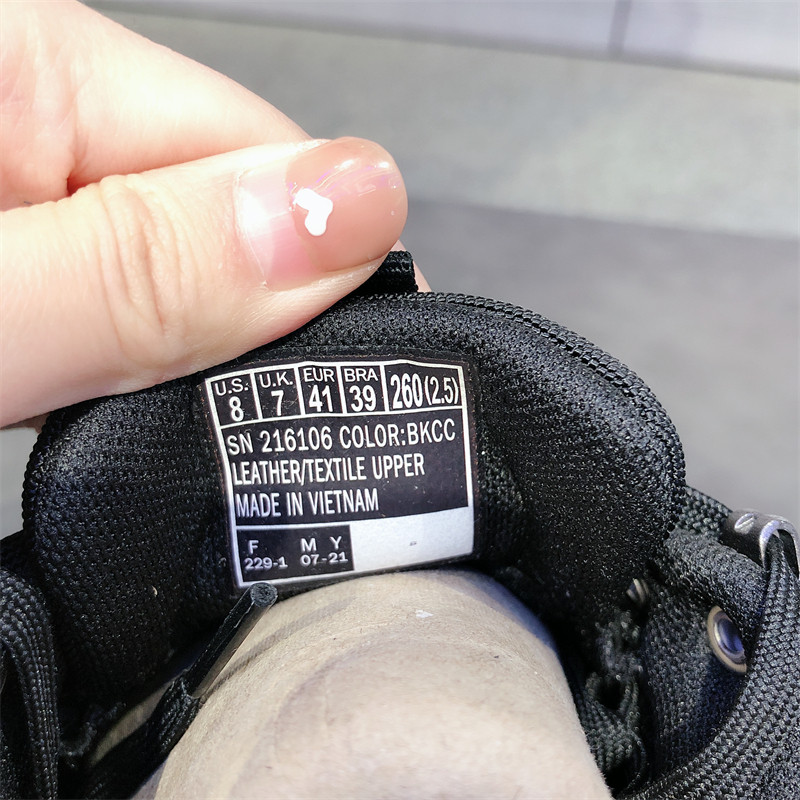 U.S. U.K. EUR BRA 260(2.5)
8 7 41 39
SN 216106 COLOR:BKCC
LEATHER/TEXTILE UPPER
MADE IN VIETNAM
F M Y
229-1 07-21